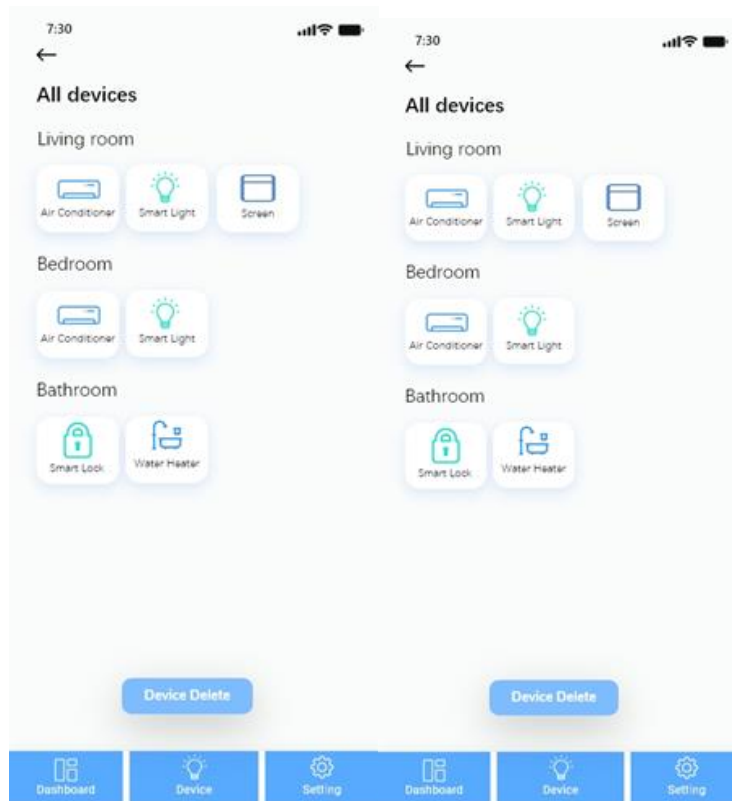 7:30
All devices
Living room
Air Conditioner Smart Light Screen
Bedroom
Air Conditioner Smart Light
Bathroom
Smart Lock Water Heater
Device Delete
Dashboard Device Setting
7:30
All devices
Living room
Air Conditioner Smart Light Screen
Bedroom
Air Conditioner Smart Light
Bathroom
Smart Lock Water Heater
Device Delete
Dashboard Device Setting